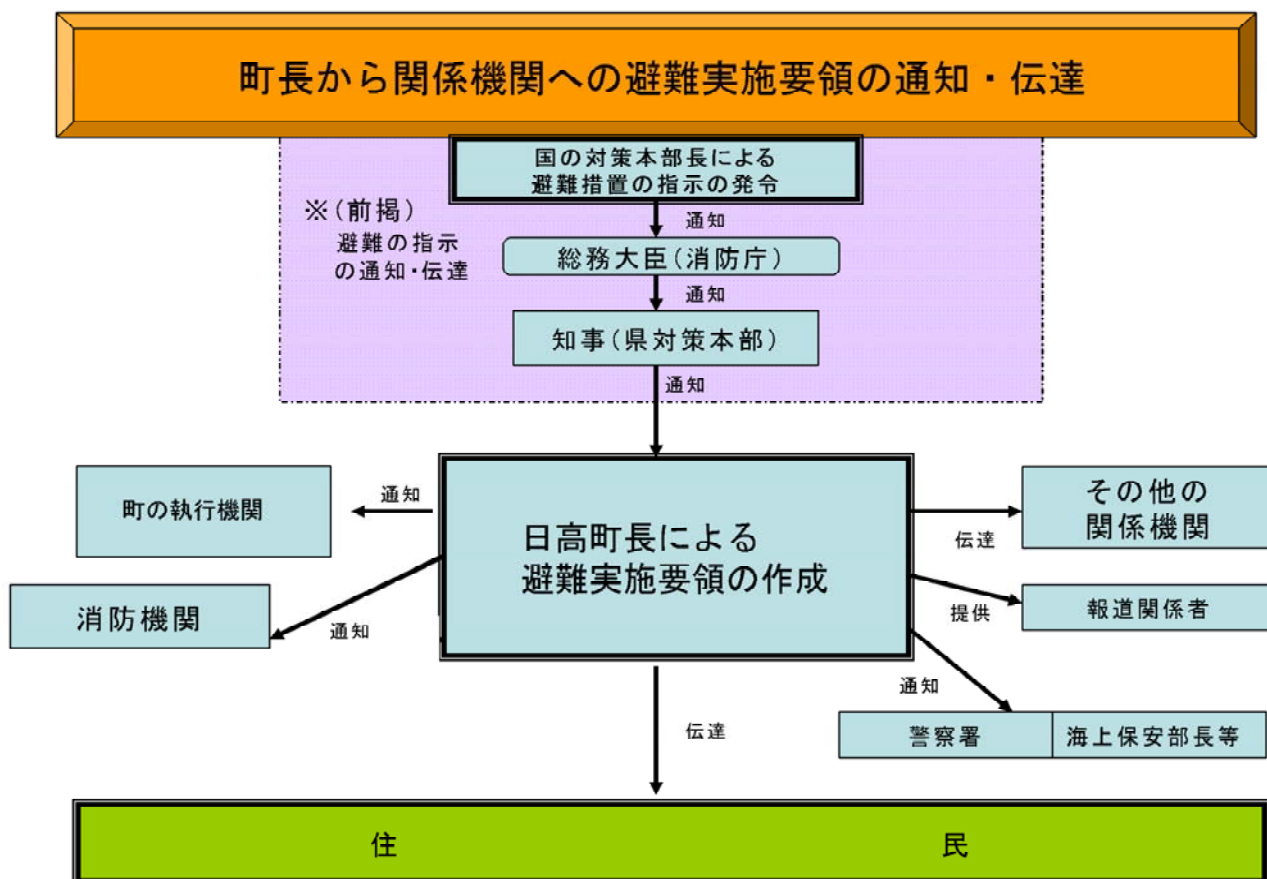 町長から関係機関への避難実施要領の通知・伝達
国の対策本部長による
避難措置の指示の発令
※(前掲)
避難の指示
の通知・伝達
通知
総務大臣(消防庁)
通知
知事(県対策本部)
通知
町の執行機関
通知
日高町長による
避難実施要領の作成
伝達
その他の
関係機関
消防機関
通知
提供
報道関係者
通知
警察署
海上保安部長等
伝達
住民